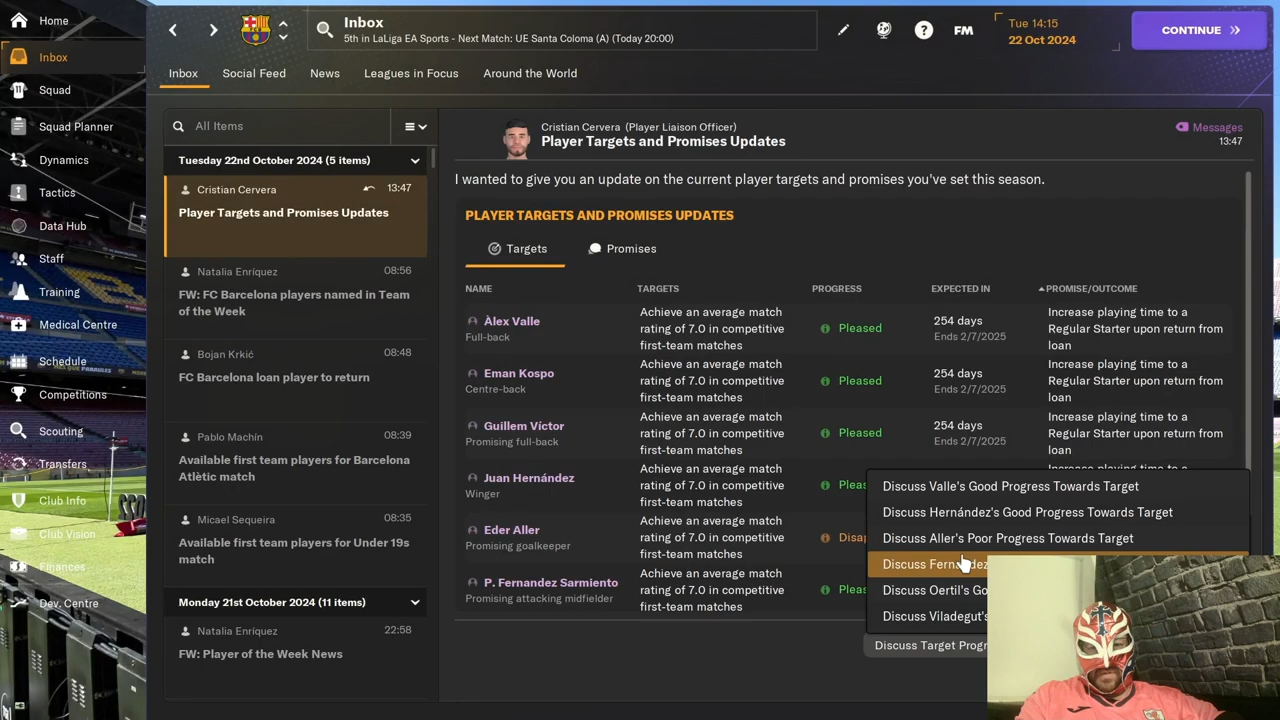 Home
Inbox
Squad
Squad Planner
Dynamics
Tactics
Data Hub
Staff
Training
Medical Centre
Schedule
Competitions
Scouting
Transfers
Club Info
Club Vision
Finances
Dev. Centre
Inbox
5th in LaLiga EA Sports - Next Match: UE Santa Coloma (A) (Today 20:00)
?
FM
Tue 14:15
22 Oct 2024
CONTINUE
Inbox
Social Feed
News
Leagues in Focus
Around the World
All Items
Tuesday 22nd October 2024 (5 items)
Cristian Cervera
13:47
Player Targets and Promises Updates
Natalia Enríquez
08:56
FW: FC Barcelona players named in Team
of the Week
Bojan Krkić
08:48
FC Barcelona loan player to return
Pablo Machín
08:39
Available first team players for Barcelona
Atlètic match
Micael Sequeira
08:35
Available first team players for Under 19s
match
Monday 21st October 2024 (11 items)
Natalia Enríquez
22:58
FW: Player of the Week News
Cristian Cervera (Player Liaison Officer)
Player Targets and Promises Updates
Messages
13:47
I wanted to give you an update on the current player targets and promises you've set this season.
PLAYER TARGETS AND PROMISES UPDATES
Targets
Promises
NAME
TARGETS
PROGRESS
EXPECTED IN
PROMISE/OUTCOME
Àlex Valle
Full-back
Achieve an average match
rating of 7.0 in competitive
first-team matches
Pleased
254 days
Ends 2/7/2025
Increase playing time to a
Regular Starter upon return from
loan
Eman Kospo
Centre-back
Achieve an average match
rating of 7.0 in competitive
first-team matches
Pleased
254 days
Ends 2/7/2025
Increase playing time to a
Regular Starter upon return from
loan
Guillem Víctor
Promising full-back
Achieve an average match
rating of 7.0 in competitive
first-team matches
Pleased
254 days
Ends 2/7/2025
Increase playing time to a
Regular Starter upon return from
loan
Juan Hernández
Winger
Achieve an average match
rating of 7.0 in competitive
first-team matches
Eder Aller
Promising goalkeeper
Achieve an average match
rating of 7.0 in competitive
first-team matches
P. Fernandez Sarmiento
Promising attacking midfielder
Achieve an average match
rating of 7.0 in competitive
first-team matches
Discuss Valle's Good Progress Towards Target
Discuss Hernández's Good Progress Towards Target
Discuss Aller's Poor Progress Towards Target
Discuss
Discuss Oertil's
Discuss Viladegut's
Discuss Target